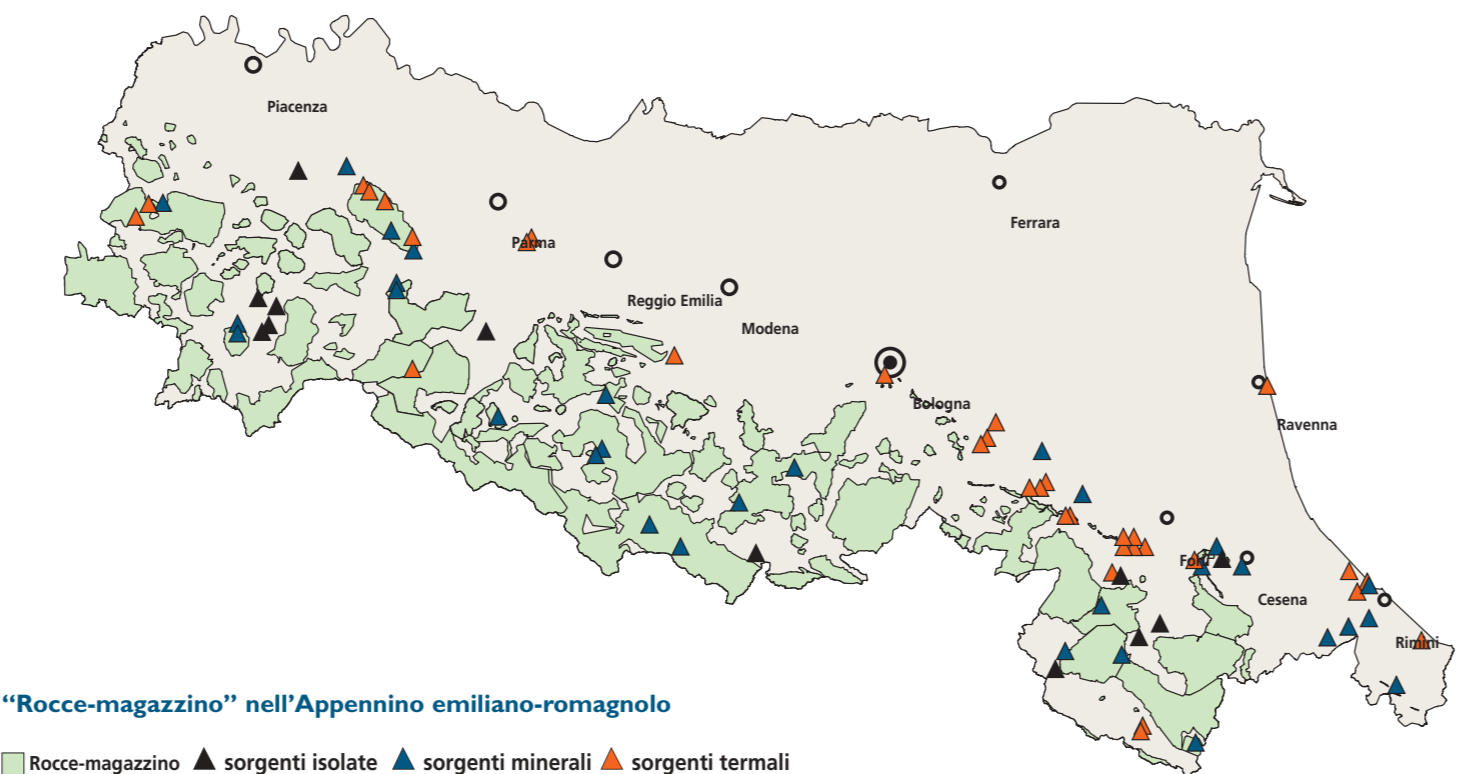 Piacenza
Ferrara
Parma
Reggio Emilia
Modena
Bologna
Ravenna
Forlì
Cesena
Rimini
“Rocce-magazzino” nell’Appennino emiliano-romagnolo
Rocce-magazzino sorgenti isolate sorgenti minerali sorgenti termali